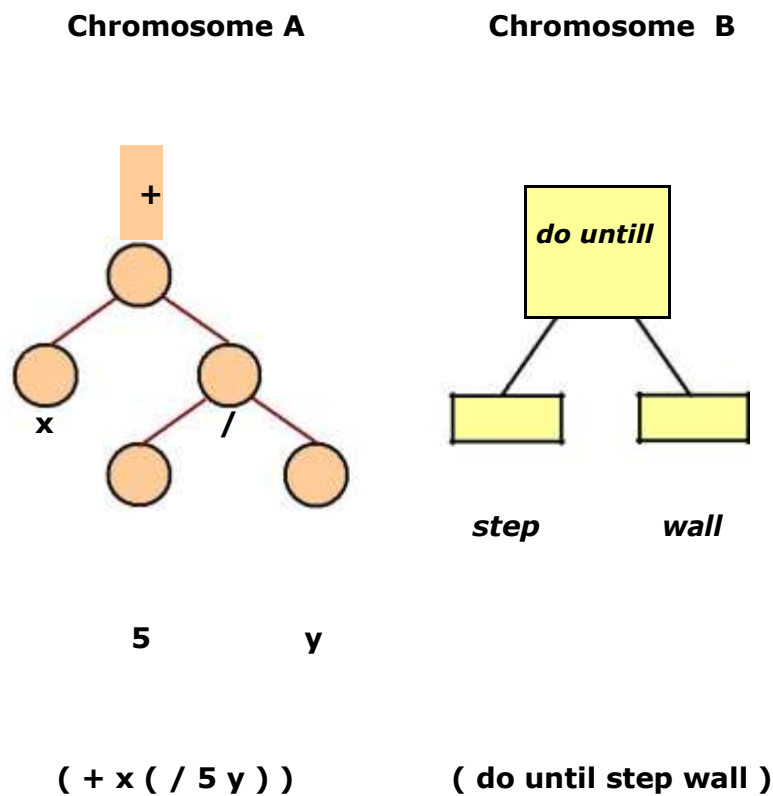 Chromosome A
Chromosome B
+
do untill
x
/
step
wall
5
y
( + x ( / 5 y ) )
( do until step wall )